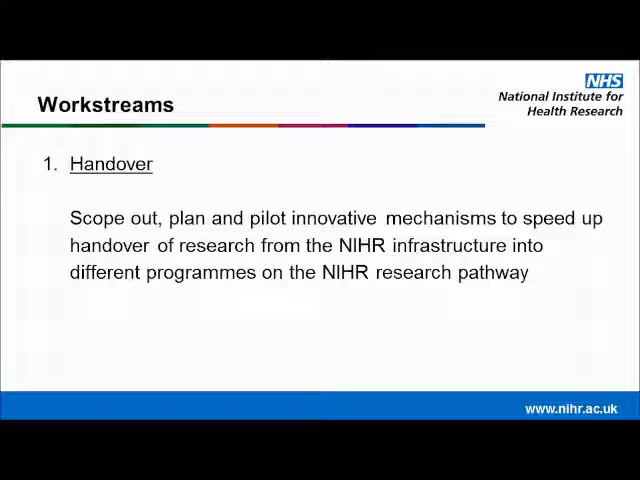 NHS
National Institute for
Health Research
Workstreams
1. Handover
Scope out, plan and pilot innovative mechanisms to speed up
handover of research from the NIHR infrastructure into
different programmes on the NIHR research pathway
www.nihr.ac.uk